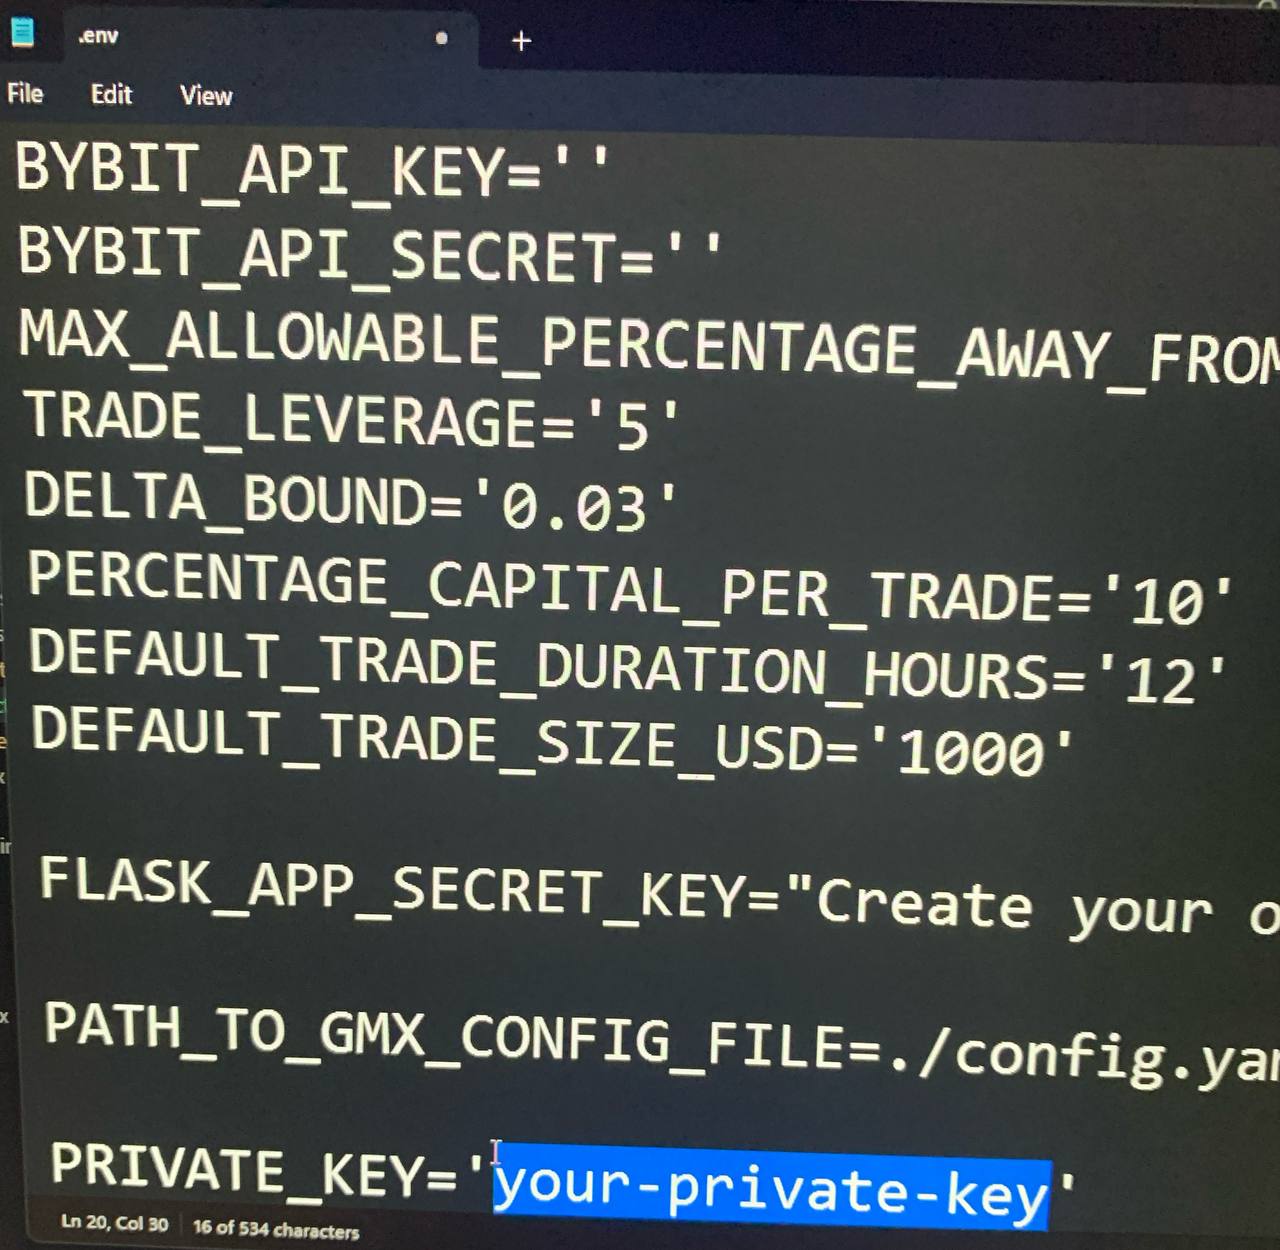 .env
File Edit View
BYBIT_API_KEY=''
BYBIT_API_SECRET=''
MAX_ALLOWABLE_PERCENTAGE_AWAY_FROM
TRADE_LEVERAGE='5'
DELTA_BOUND='0.03'
PERCENTAGE_CAPITAL_PER_TRADE='10'
DEFAULT_TRADE_DURATION_HOURS='12'
DEFAULT_TRADE_SIZE_USD='1000'
FLASK_APP_SECRET_KEY="Create your o
PATH_TO_GMX_CONFIG_FILE=./config.yam
PRIVATE_KEY='your-private-key'
Ln 20, Col 30 16 of 534 characters